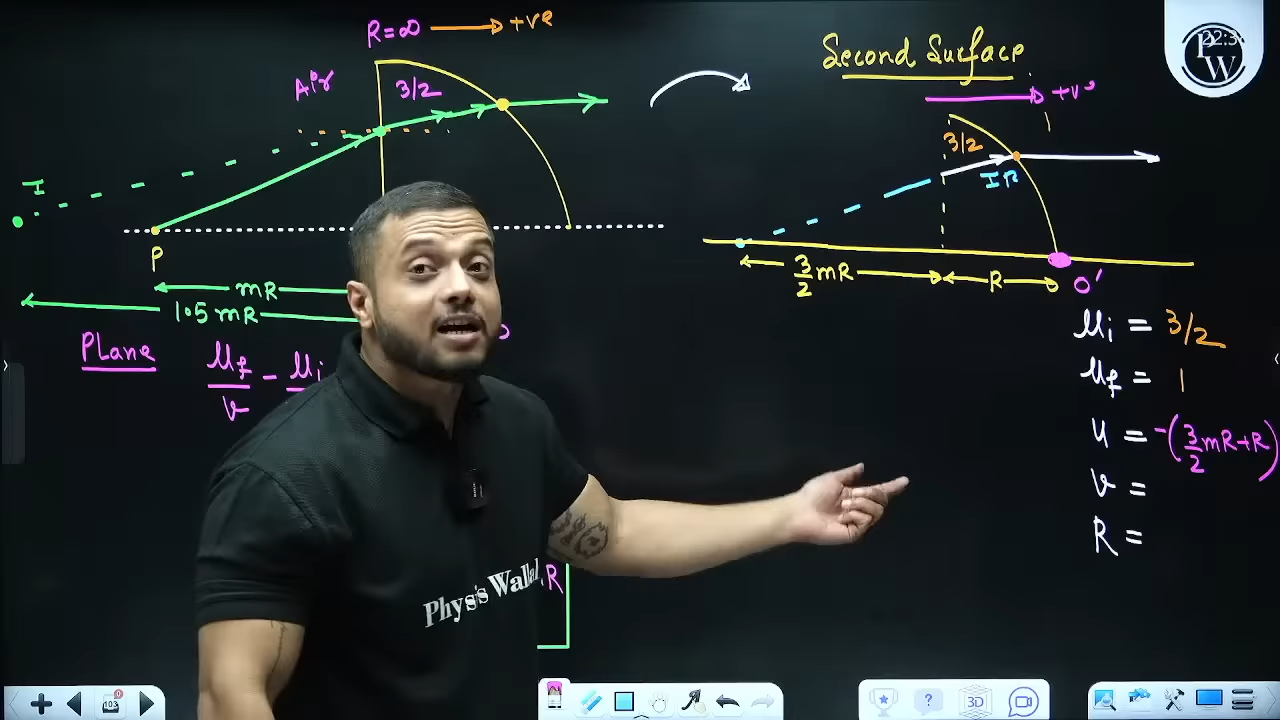 R = ∞ → +ve
Air
3/2
I
P
mR
1.5 mR
Plane
μf/v - μi
R
Second Surface
+ve
3/2
IR
3/2 mR
R
O'
μi = 3/2
μf = 1
u = -(3/2 mR + R)
v =
R =
Physics Wallah
PW
3D